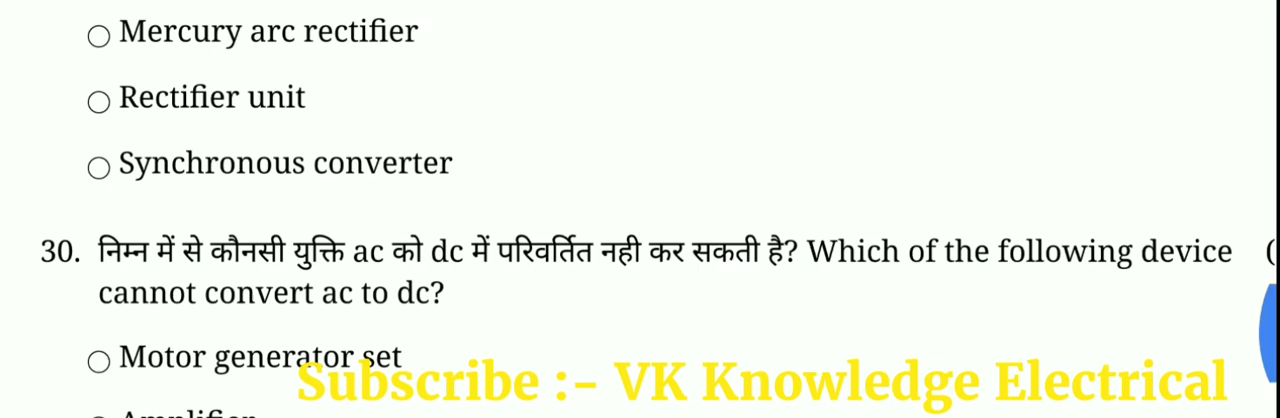 Mercury arc rectifier
Rectifier unit
Synchronous converter
30. निम्न में से कौनसी युक्ति ac को dc में परिवर्तित नही कर सकती है? Which of the following device (
cannot convert ac to dc?
Motor generator set
Subscribe :- VK Knowledge Electrical